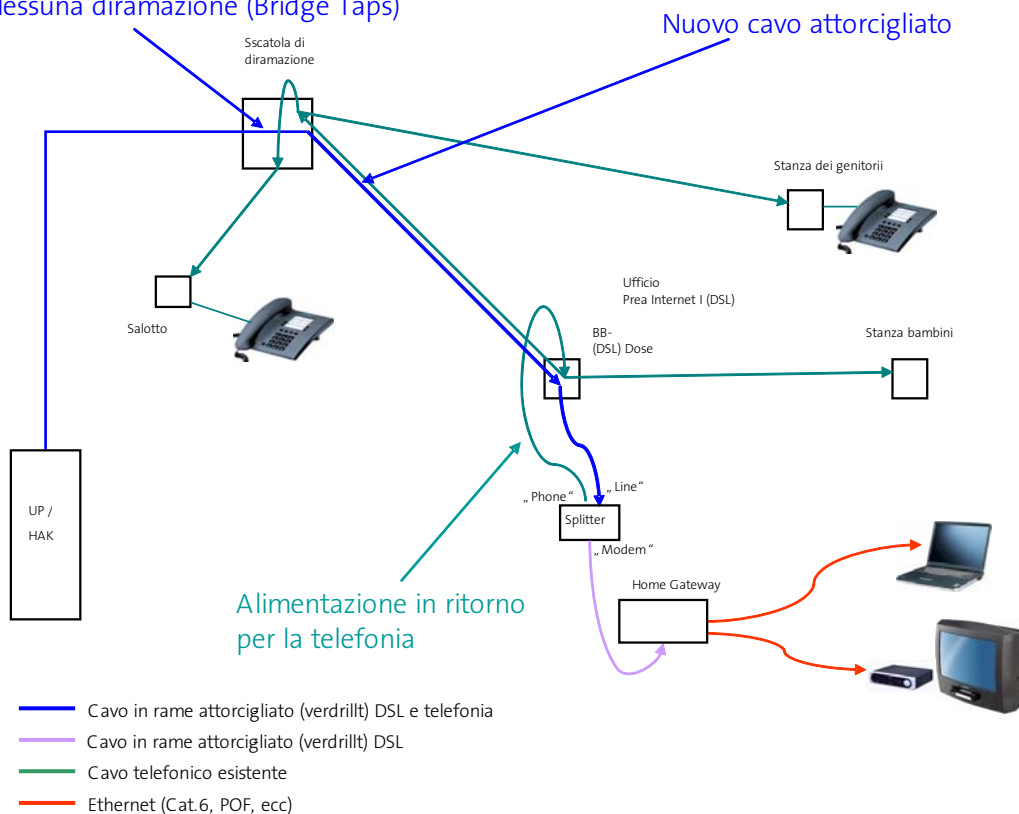 Nessuna diramazione (Bridge Taps)
Nuovo cavo attorcigliato
Sscatola di
diramazione
Stanza dei genitorii
Salotto
Ufficio
Prea Internet I (DSL)
BB-
(DSL) Dose
Stanza bambini
UP /
HAK
„ Phone“
„ Line“
Splitter
„ Modem “
Home Gateway
Alimentazione in ritorno
per la telefonia
Cavo in rame attorcigliato (verdrillt) DSL e telefonia
Cavo in rame attorcigliato (verdrillt) DSL
Cavo telefonico esistente
Ethernet (Cat.6, POF, ecc)